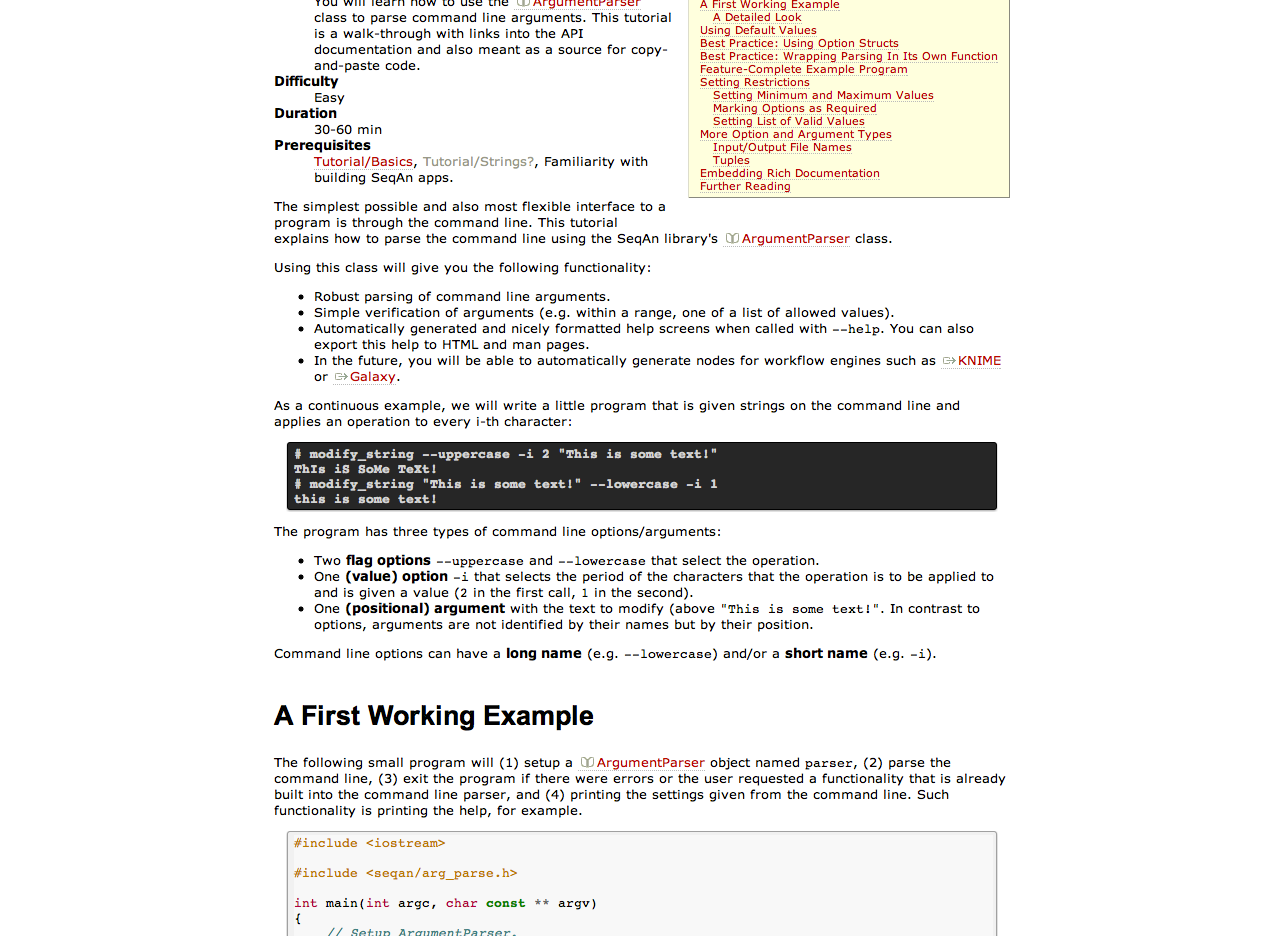 You will learn how to use the ArgumentParser
class to parse command line arguments. This tutorial
is a walk-through with links into the API
documentation and also meant as a source for copy-
and-paste code.
Difficulty
Easy
Duration
30-60 min
Prerequisites
Tutorial/Basics, Tutorial/Strings?, Familiarity with
building SeqAn apps.
A First Working Example
A Detailed Look
Using Default Values
Best Practice: Using Option Structs
Best Practice: Wrapping Parsing In Its Own Function
Feature-Complete Example Program
Setting Restrictions
Setting Minimum and Maximum Values
Marking Options as Required
Setting List of Valid Values
More Option and Argument Types
Input/Output File Names
Tuples
Embedding Rich Documentation
Further Reading
The simplest possible and also most flexible interface to a
program is through the command line. This tutorial
explains how to parse the command line using the SeqAn library's ArgumentParser class.
Using this class will give you the following functionality:
• Robust parsing of command line arguments.
• Simple verification of arguments (e.g. within a range, one of a list of allowed values).
• Automatically generated and nicely formatted help screens when called with --help. You can also
export this help to HTML and man pages.
• In the future, you will be able to automatically generate nodes for workflow engines such as KNIME
or Galaxy.
As a continuous example, we will write a little program that is given strings on the command line and
applies an operation to every i-th character:
# modify_string --uppercase -i 2 "This is some text!"
ThIs iS SoMe TeXt!
# modify_string "This is some text!" --lowercase -i 1
this is some text!
The program has three types of command line options/arguments:
• Two flag options --uppercase and --lowercase that select the operation.
• One (value) option -i that selects the period of the characters that the operation is to be applied to
and is given a value (2 in the first call, 1 in the second).
• One (positional) argument with the text to modify (above "This is some text!". In contrast to
options, arguments are not identified by their names but by their position.
Command line options can have a long name (e.g. --lowercase) and/or a short name (e.g. -i).
A First Working Example
The following small program will (1) setup a ArgumentParser object named parser, (2) parse the
command line, (3) exit the program if there were errors or the user requested a functionality that is already
built into the command line parser, and (4) printing the settings given from the command line. Such
functionality is printing the help, for example.
#include <iostream>
#include <seqan/arg_parse.h>
int main(int argc, char const ** argv)
{
// Setup ArgumentParser.